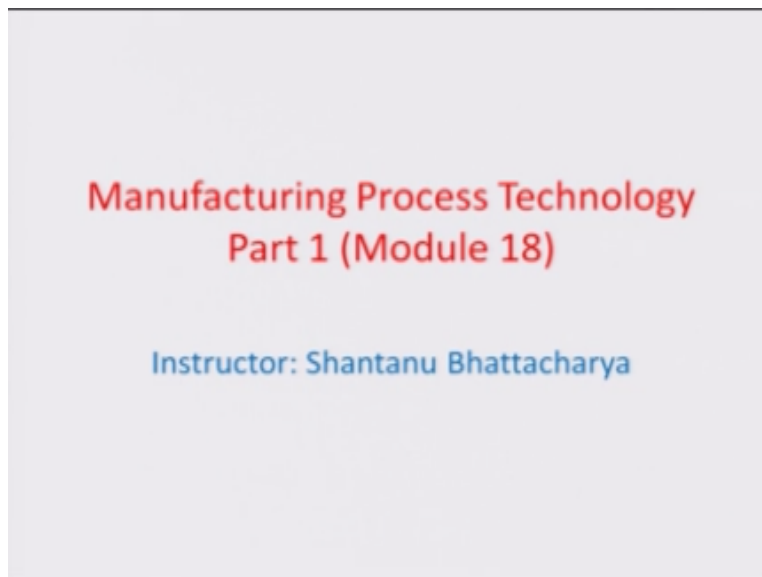 Manufacturing Process Technology
Part 1 (Module 18)
Instructor: Shantanu Bhattacharya